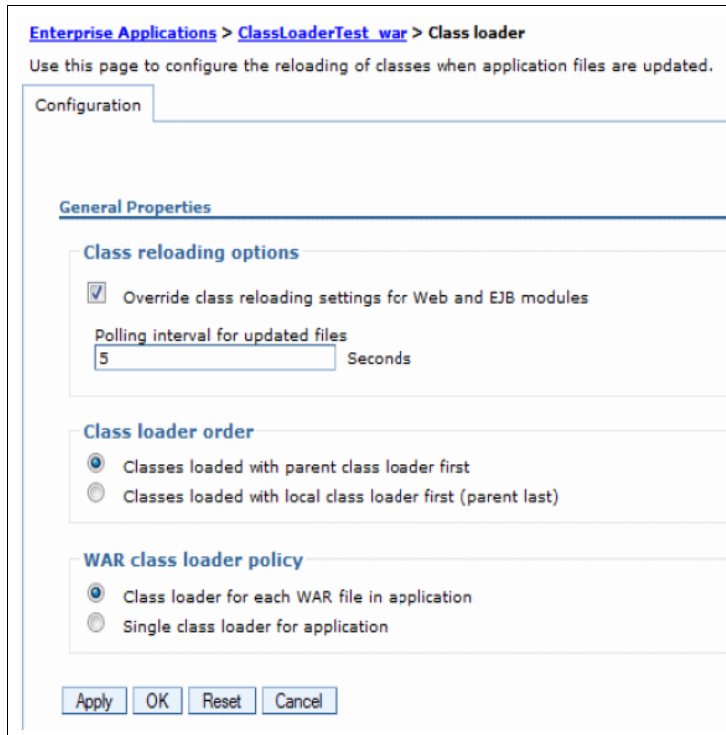 Enterprise Applications > ClassLoaderTest_war > Class loader
Use this page to configure the reloading of classes when application files are updated.
Configuration
General Properties
Class reloading options
Override class reloading settings for Web and EJB modules
Polling interval for updated files
5 Seconds
Class loader order
Classes loaded with parent class loader first
Classes loaded with local class loader first (parent last)
WAR class loader policy
Class loader for each WAR file in application
Single class loader for application
Apply OK Reset Cancel